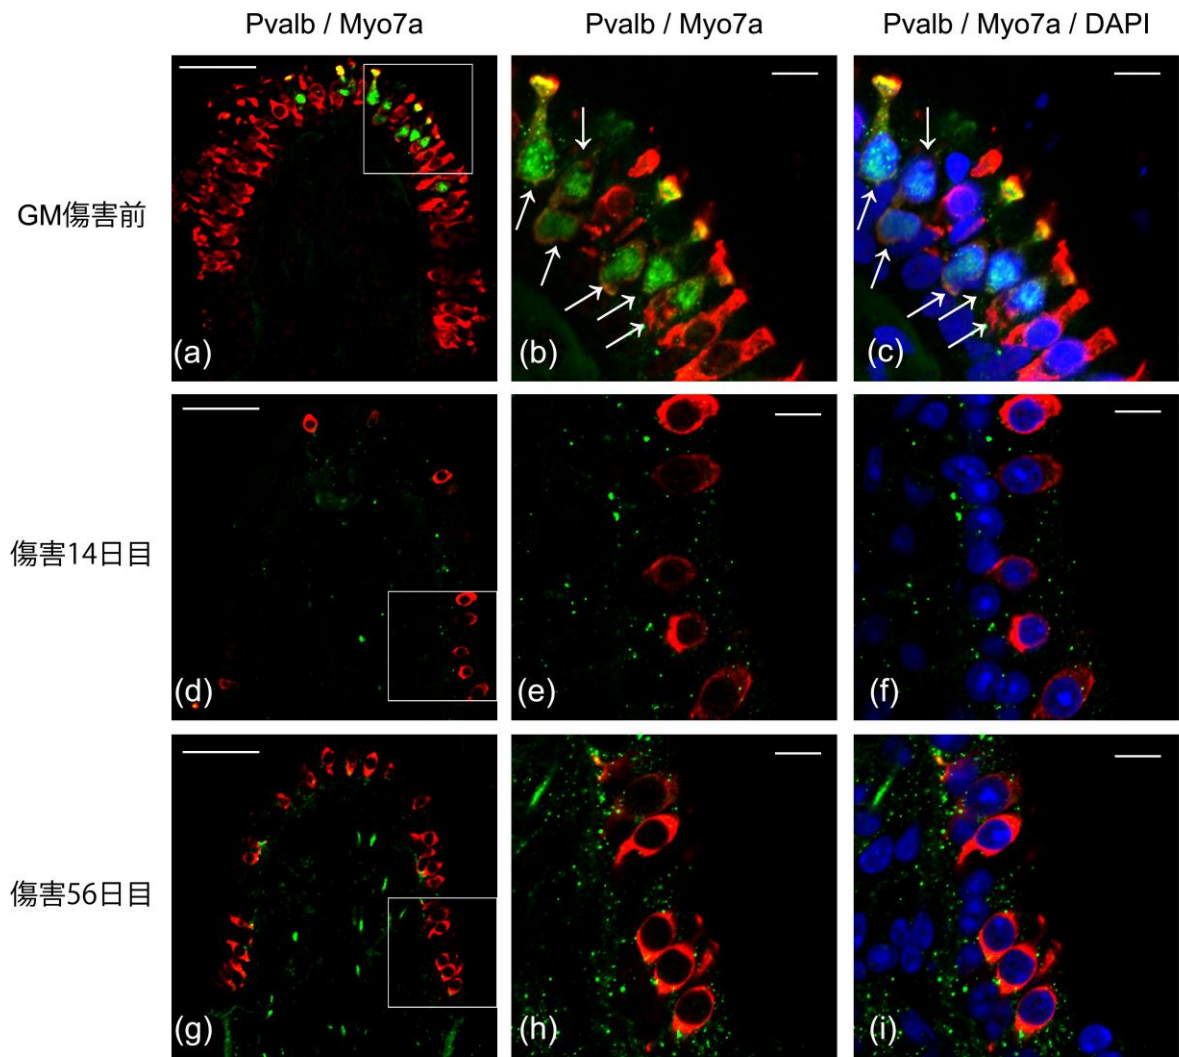 Pvalb / Myo7a
Pvalb / Myo7a
Pvalb / Myo7a / DAPI
GM傷害前
(a)
(b)
(c)
傷害14日目
(d)
(e)
(f)
傷害56日目
(g)
(h)
(i)